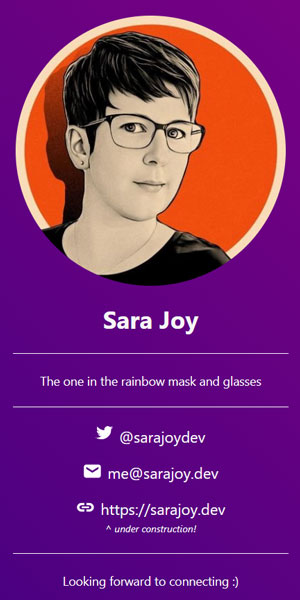 Sara Joy
The one in the rainbow mask and glasses
@sarajoydev
me@sarajoy.dev
https://sarajoy.dev
^ under construction!
Looking forward to connecting :)